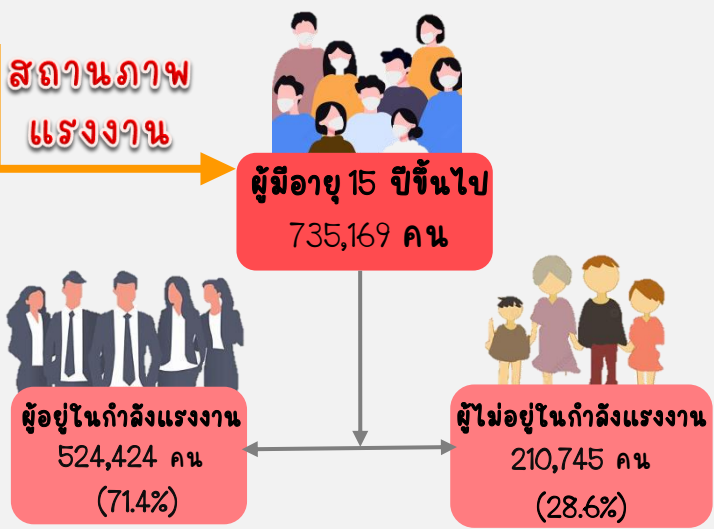 สถานภาพ
แรงงาน
ผู้มีอายุ 15 ปีขึ้นไป
735,169 คน
ผู้อยู่ในกำลังแรงงาน
524,424 คน
(71.4%)
ผู้ไม่อยู่ในกำลังแรงงาน
210,745 คน
(28.6%)